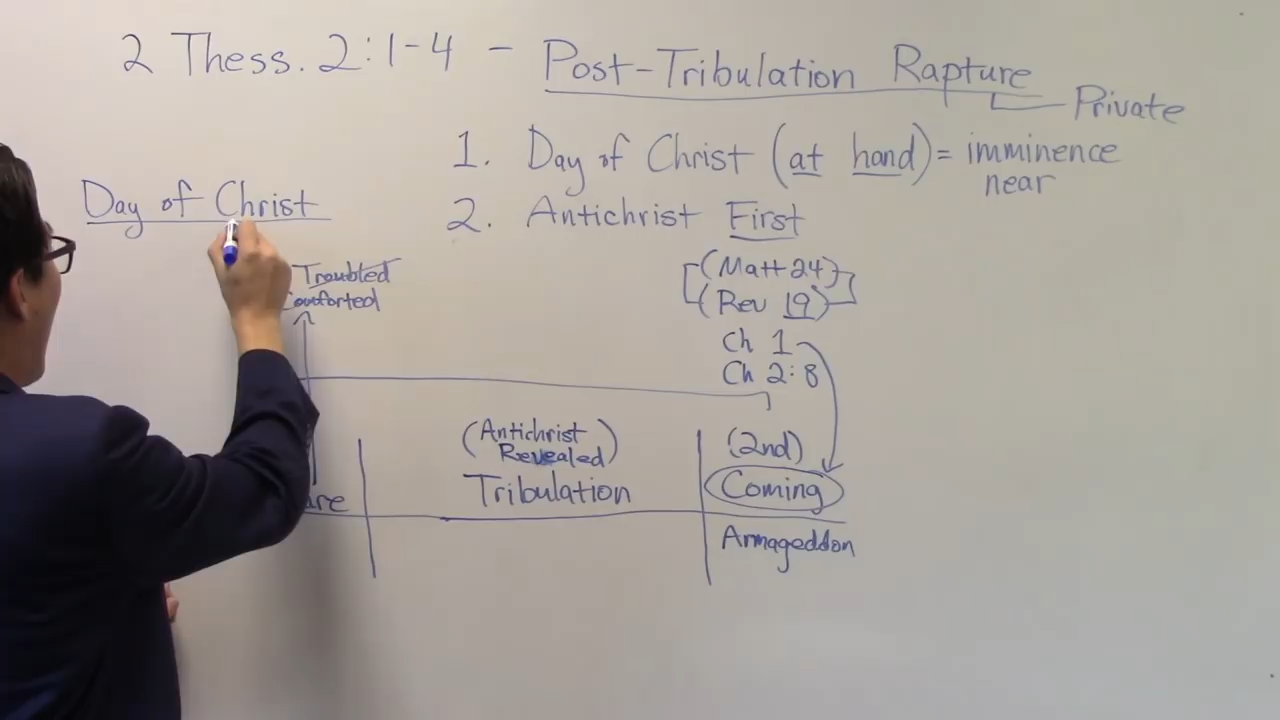 2 Thess. 2:1-4 - Post-Tribulation Rapture
Private
1. Day of Christ (at hand) = imminence
near
2. Antichrist First
Day of Christ
Troubled
Comforted
(Matt 24)
(Rev 19)
Ch 1
Ch 2:8
(Antichrist
Revealed)
Tribulation
(2nd)
Coming
Armageddon